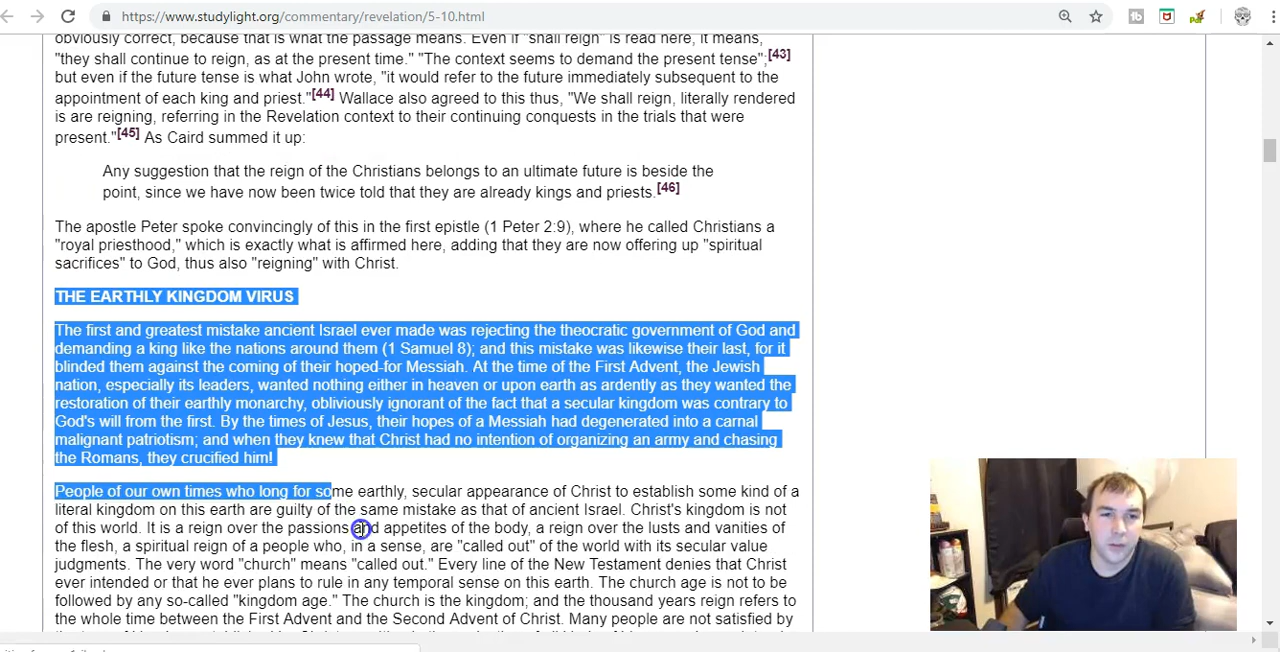 https://www.studylight.org/commentary/revelation/5-10.html
obviously correct, because that is what the passage means. Even if "shall reign" is read here, it means,
"they shall continue to reign, as at the present time." "The context seems to demand the present tense";[43]
but even if the future tense is what John wrote, "it would refer to the future immediately subsequent to the
appointment of each king and priest."[44] Wallace also agreed to this thus, "We shall reign, literally rendered
is are reigning, referring in the Revelation context to their continuing conquests in the trials that were
present."[45] As Caird summed it up:
Any suggestion that the reign of the Christians belongs to an ultimate future is beside the
point, since we have now been twice told that they are already kings and priests.[46]
The apostle Peter spoke convincingly of this in the first epistle (1 Peter 2:9), where he called Christians a
"royal priesthood," which is exactly what is affirmed here, adding that they are now offering up "spiritual
sacrifices" to God, thus also "reigning" with Christ.
THE EARTHLY KINGDOM VIRUS
The first and greatest mistake ancient Israel ever made was rejecting the theocratic government of God and
demanding a king like the nations around them (1 Samuel 8); and this mistake was likewise their last, for it
blinded them against the coming of their hoped-for Messiah. At the time of the First Advent, the Jewish
nation, especially its leaders, wanted nothing either in heaven or upon earth as ardently as they wanted the
restoration of their earthly monarchy, obliviously ignorant of the fact that a secular kingdom was contrary to
God's will from the first. By the times of Jesus, their hopes of a Messiah had degenerated into a carnal
malignant patriotism; and when they knew that Christ had no intention of organizing an army and chasing
the Romans, they crucified him!
People of our own times who long for some earthly, secular appearance of Christ to establish some kind of a
literal kingdom on this earth are guilty of the same mistake as that of ancient Israel. Christ's kingdom is not
of this world. It is a reign over the passions and appetites of the body, a reign over the lusts and vanities of
the flesh, a spiritual reign of a people who, in a sense, are "called out" of the world with its secular value
judgments. The very word "church" means "called out." Every line of the New Testament denies that Christ
ever intended or that he ever plans to rule in any temporal sense on this earth. The church age is not to be
followed by any so-called "kingdom age." The church is the kingdom; and the thousand years reign refers to
the whole time between the First Advent and the Second Advent of Christ. Many people are not satisfied by